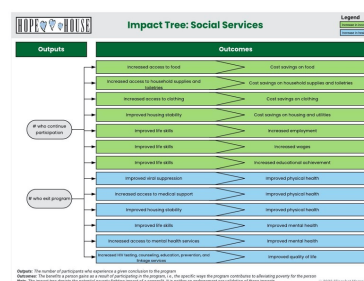 HOPE HOUSE
Impact Tree: Social Services
Legend
Outputs
Outcomes
# who continue participation
# who exit program
Increased access to food
Cost savings on food
Increased access to household supplies and toiletries
Cost savings on household supplies and toiletries
Increased access to clothing
Cost savings on clothing
Improved housing stability
Cost savings on housing and utilities
Improved life skills
Increased employment
Improved life skills
Increased wages
Improved life skills
Increased educational achievement
Improved viral suppression
Improved physical health
Increased access to medical support
Improved physical health
Improved housing stability
Improved physical health
Improved life skills
Improved mental health
Increased access to mental health services
Improved mental health
Increased HIV testing, counseling, education, prevention, and linkage services
Improved quality of life
Outputs: The number of participants who experience a given conclusion to the program
Outcomes: The benefit a person gains as a result of participating in the program, i.e., the specific ways the program contributes to alleviating poverty for the person